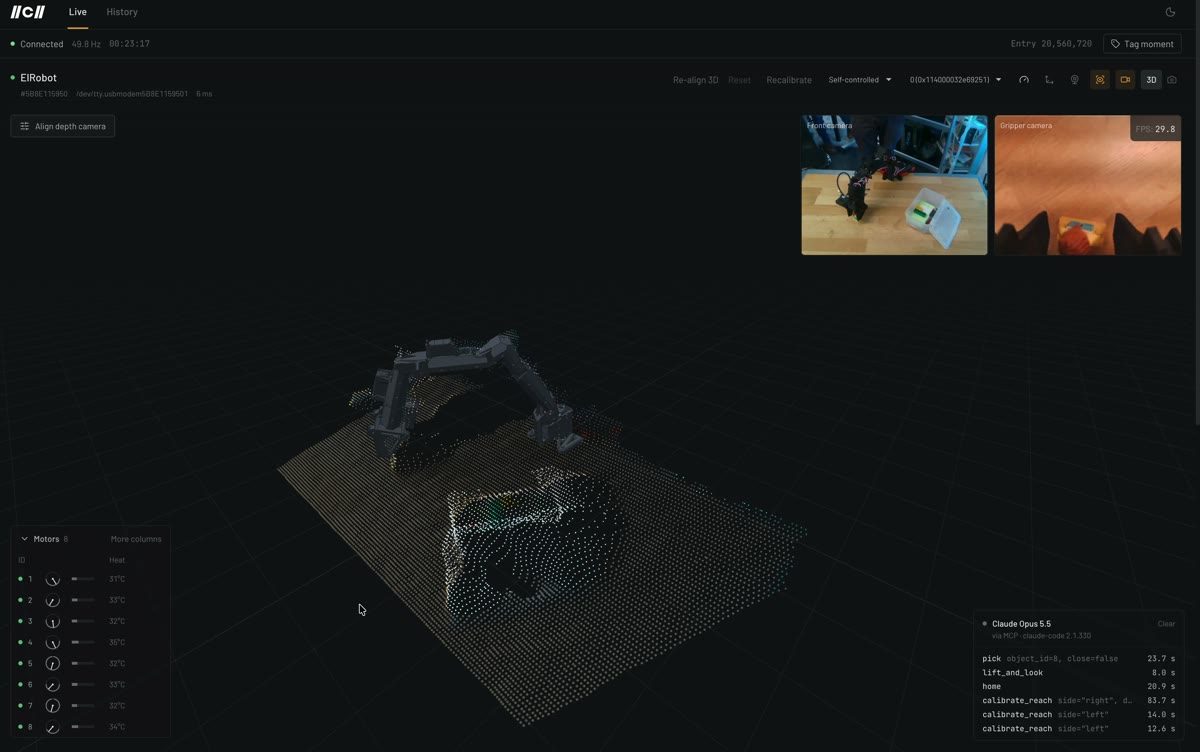 //C//
Live History
Connected 49.8 Hz 00:23:17 Entry 20,560,720 Tag moment
ElRobot
#5B8E115950 /dev/tty.usbmodem5B8E1159501 6 ms
Re-align 3D Reset Recalibrate Self-controlled 0(0x114000032e69251) 3D
Align depth camera
Front camera
Gripper camera
FPS: 29.8
Motors 8 More columns
ID Heat
1 31°C
2 33°C
3 32°C
4 35°C
5 32°C
6 33°C
7 32°C
8 34°C
Claude Opus 5.5 Clear
via MCP · claude-code 2.1.330
pick object_id=8, close=false 23.7 s
lift_and_look 8.0 s
home 20.9 s
calibrate_reach side="right", d… 83.7 s
calibrate_reach side="left" 14.0 s
calibrate_reach side="left" 12.6 s